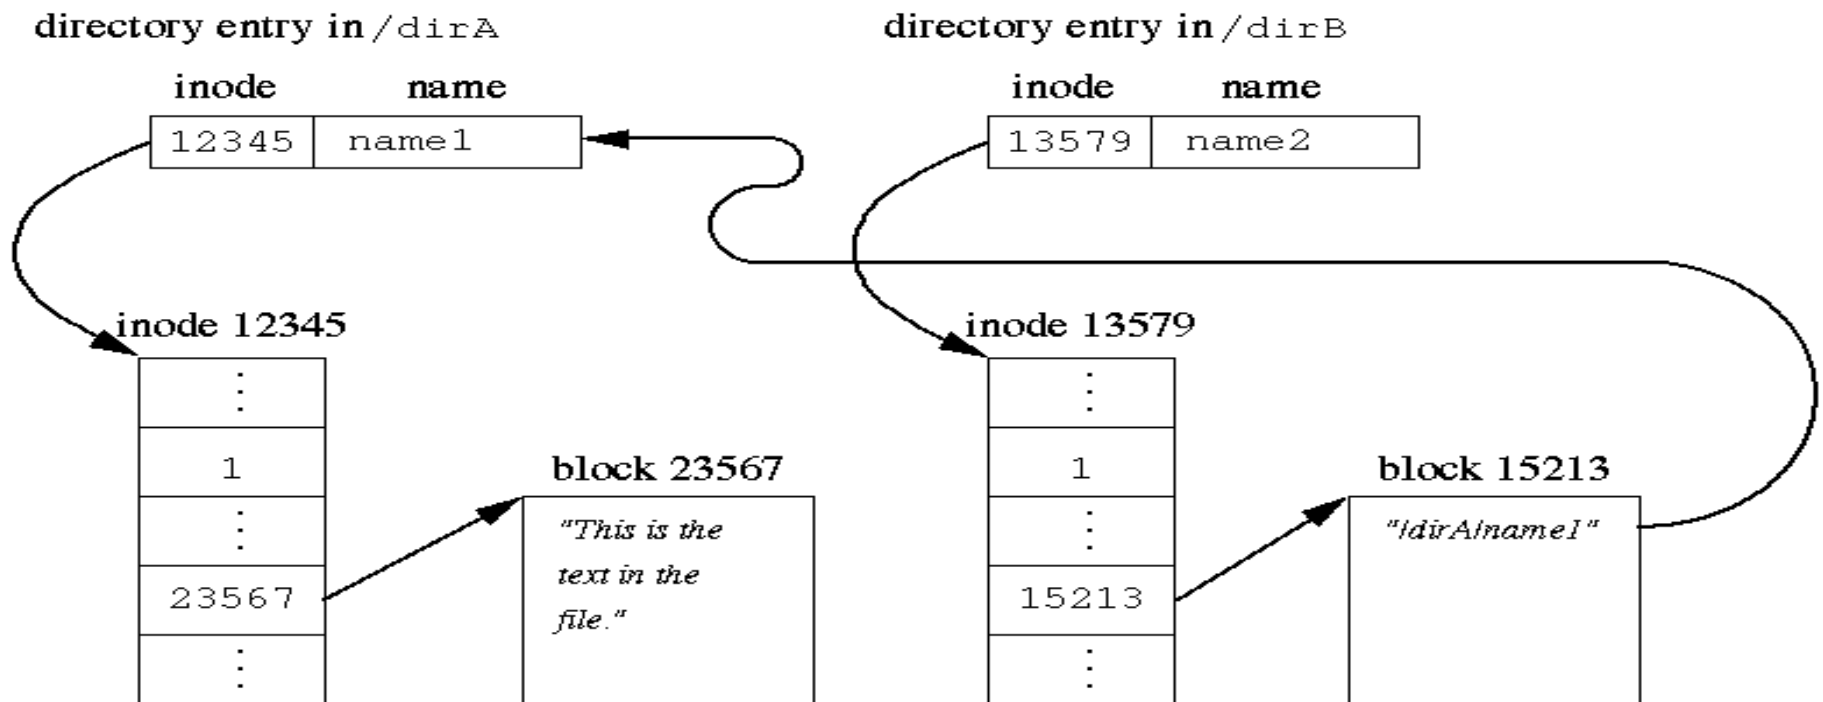 directory entry in /dirA
directory entry in /dirB
inode name
inode name
12345 name1
13579 name2
inode 12345
inode 13579
1
1
block 23567
block 15213
"This is the
text in the
file."
"/dirA/name1"
23567
15213